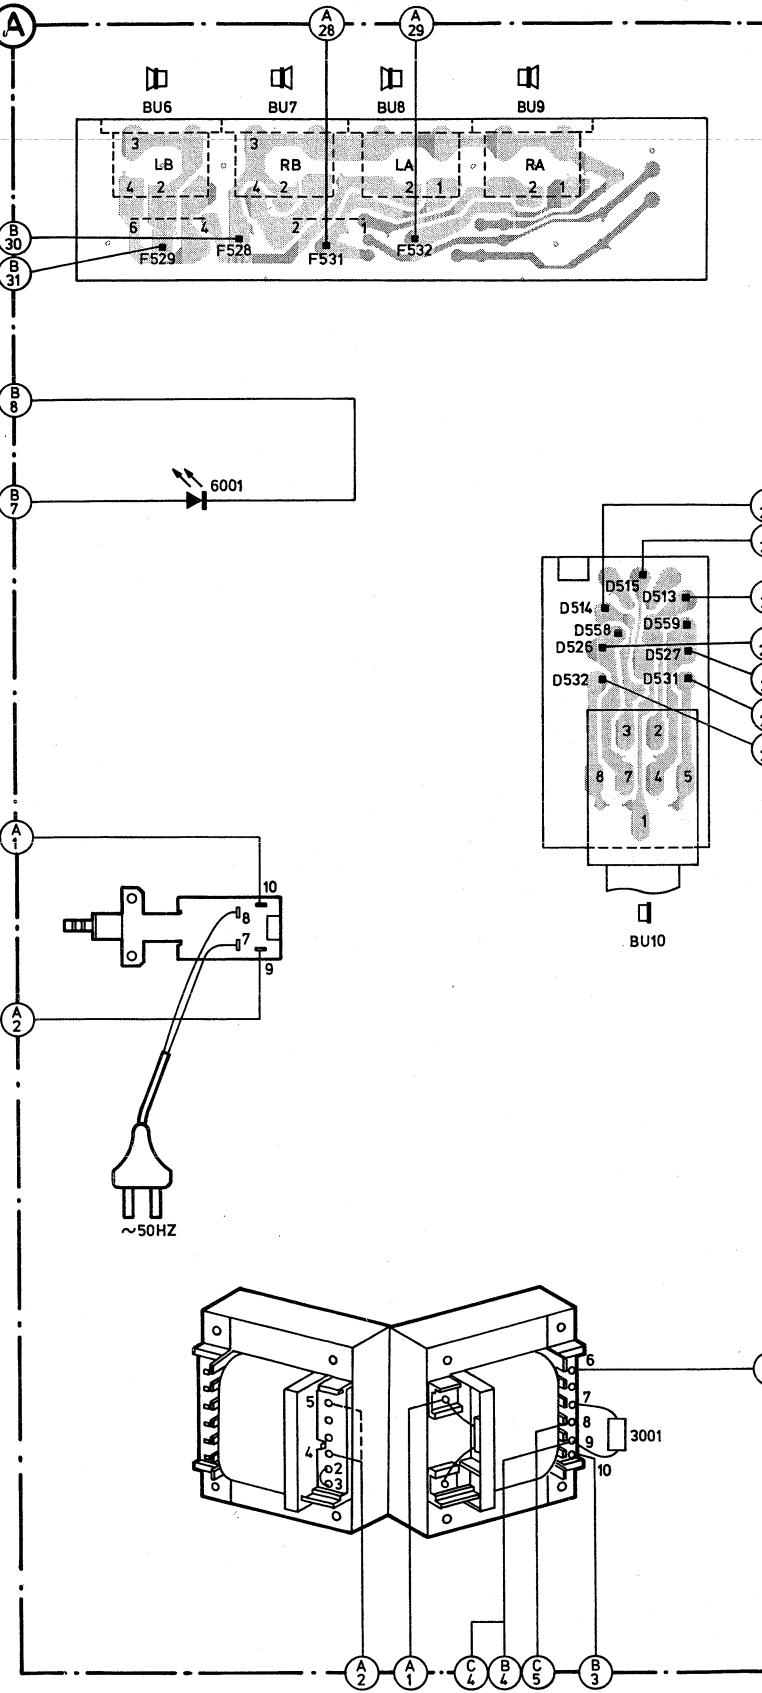 A
A 28
A 29
BU6
BU7
BU8
BU9
3
3
LB
RB
LA
RA
4 2
4 2
2 1
2 1
6 4
2 1
B 30
F529
F528
F531
F532
B 31
B 8
B 7
6001
D515
D513
D514
D559
D558
D526
D527
D532
D531
3 2
8 7 4 5
1
BU10
A 1
10
8
7
9
A 2
~50HZ
6
5
7
8
4
9
3001
2
10
3
A 2
A 1
C 4
B 4
C 5
B 3